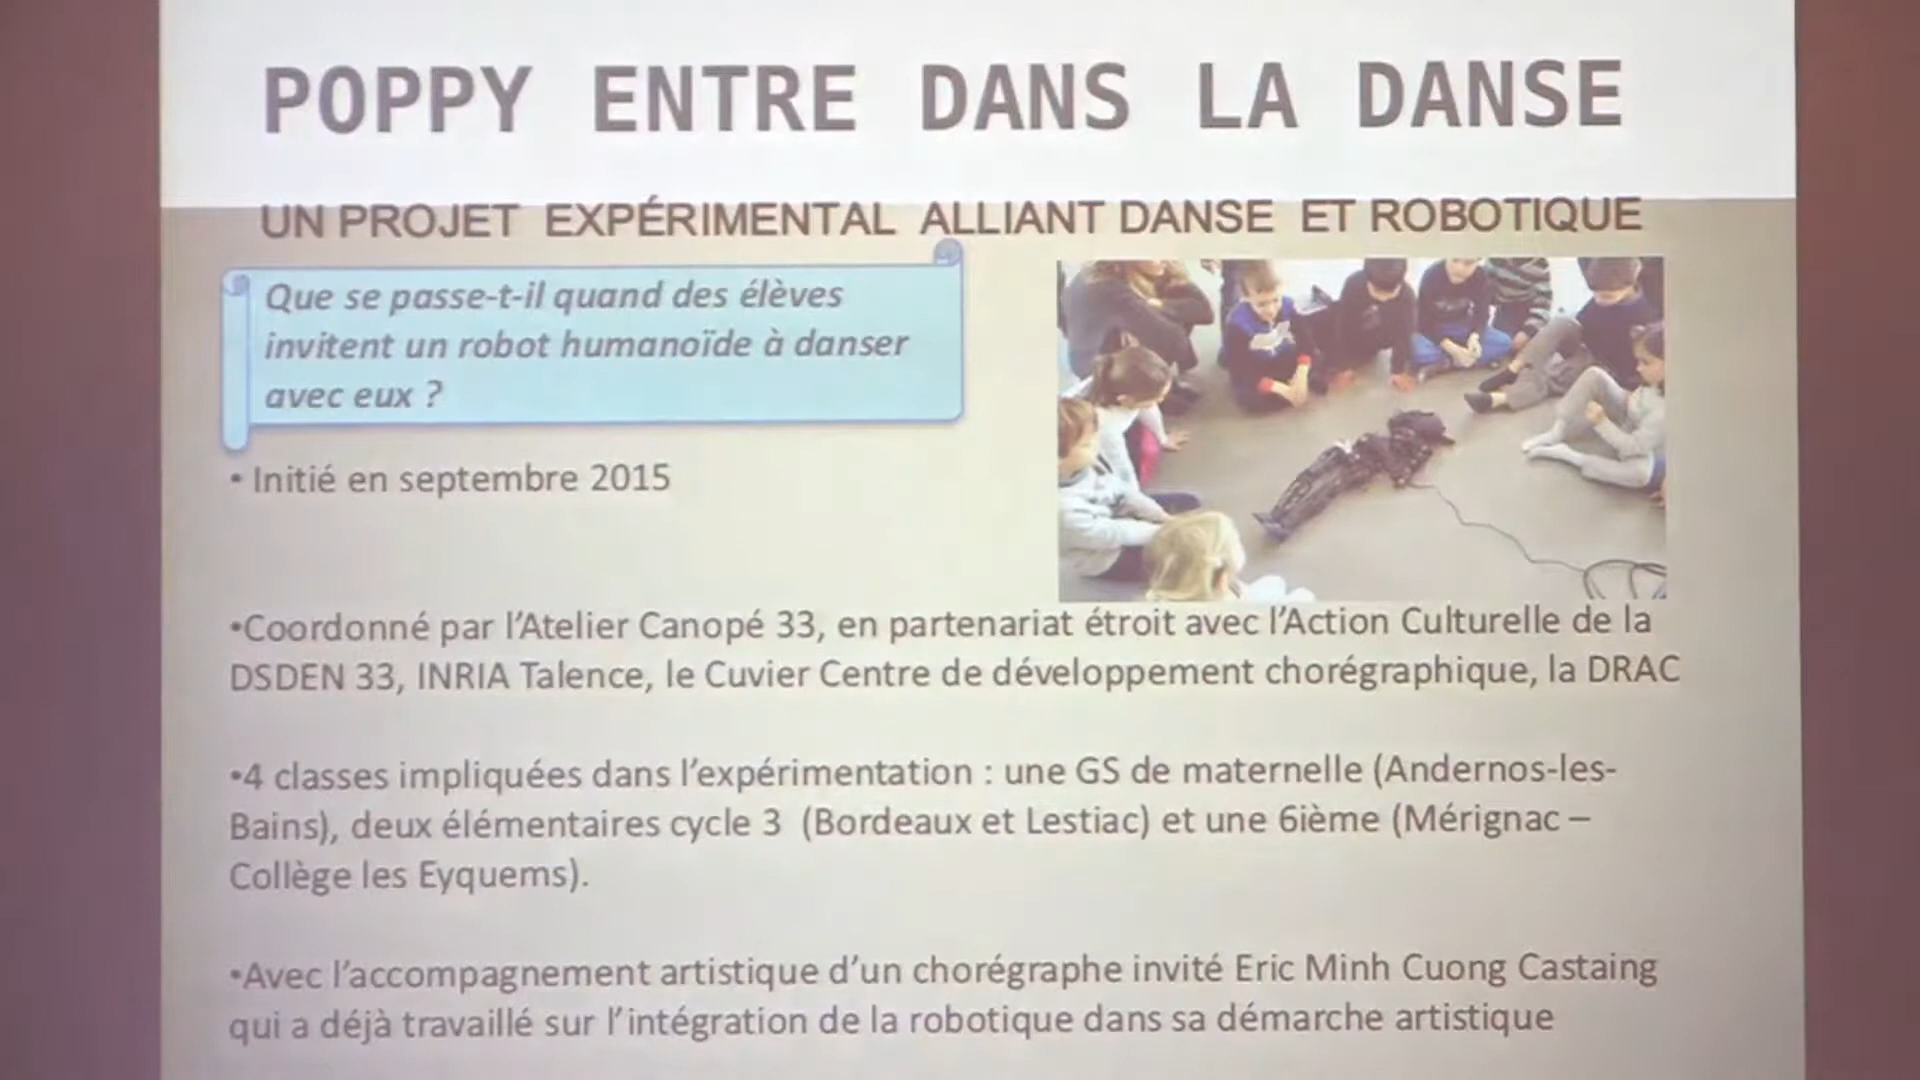 POPPY ENTRE DANS LA DANSE
UN PROJET EXPÉRIMENTAL ALLIANT DANSE ET ROBOTIQUE
Que se passe-t-il quand des élèves
invitent un robot humanoïde à danser
avec eux ?
• Initié en septembre 2015
•Coordonné par l'Atelier Canopé 33, en partenariat étroit avec l'Action Culturelle de la
DSDEN 33, INRIA Talence, le Cuvier Centre de développement chorégraphique, la DRAC
•4 classes impliquées dans l'expérimentation : une GS de maternelle (Andernos-les-
Bains), deux élémentaires cycle 3 (Bordeaux et Lestiac) et une 6ième (Mérignac –
Collège les Eyquems).
•Avec l'accompagnement artistique d'un chorégraphe invité Eric Minh Cuong Castaing
qui a déjà travaillé sur l'intégration de la robotique dans sa démarche artistique